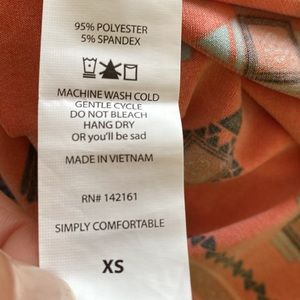 95% POLYESTER
5% SPANDEX
MACHINE WASH COLD
GENTLE CYCLE
DO NOT BLEACH
HANG DRY
OR you'll be sad
MADE IN VIETNAM
RN# 142161
SIMPLY COMFORTABLE
XS